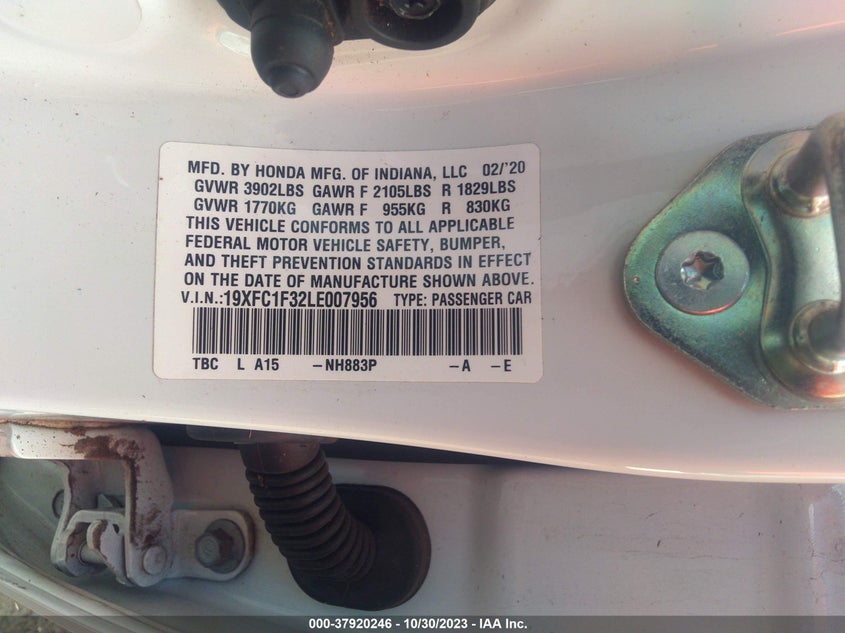 MFD. BY HONDA MFG. OF INDIANA, LLC 02/'20
GVWR 3902LBS GAWR F 2105LBS R 1829LBS
GVWR 1770KG GAWR F 955KG R 830KG
THIS VEHICLE CONFORMS TO ALL APPLICABLE
FEDERAL MOTOR VEHICLE SAFETY, BUMPER,
AND THEFT PREVENTION STANDARDS IN EFFECT
ON THE DATE OF MANUFACTURE SHOWN ABOVE.
V.I.N.:19XFC1F32LE007956 TYPE: PASSENGER CAR
TBC L A15 –NH883P –A –E
000-37920246 - 10/30/2023 - IAA Inc.